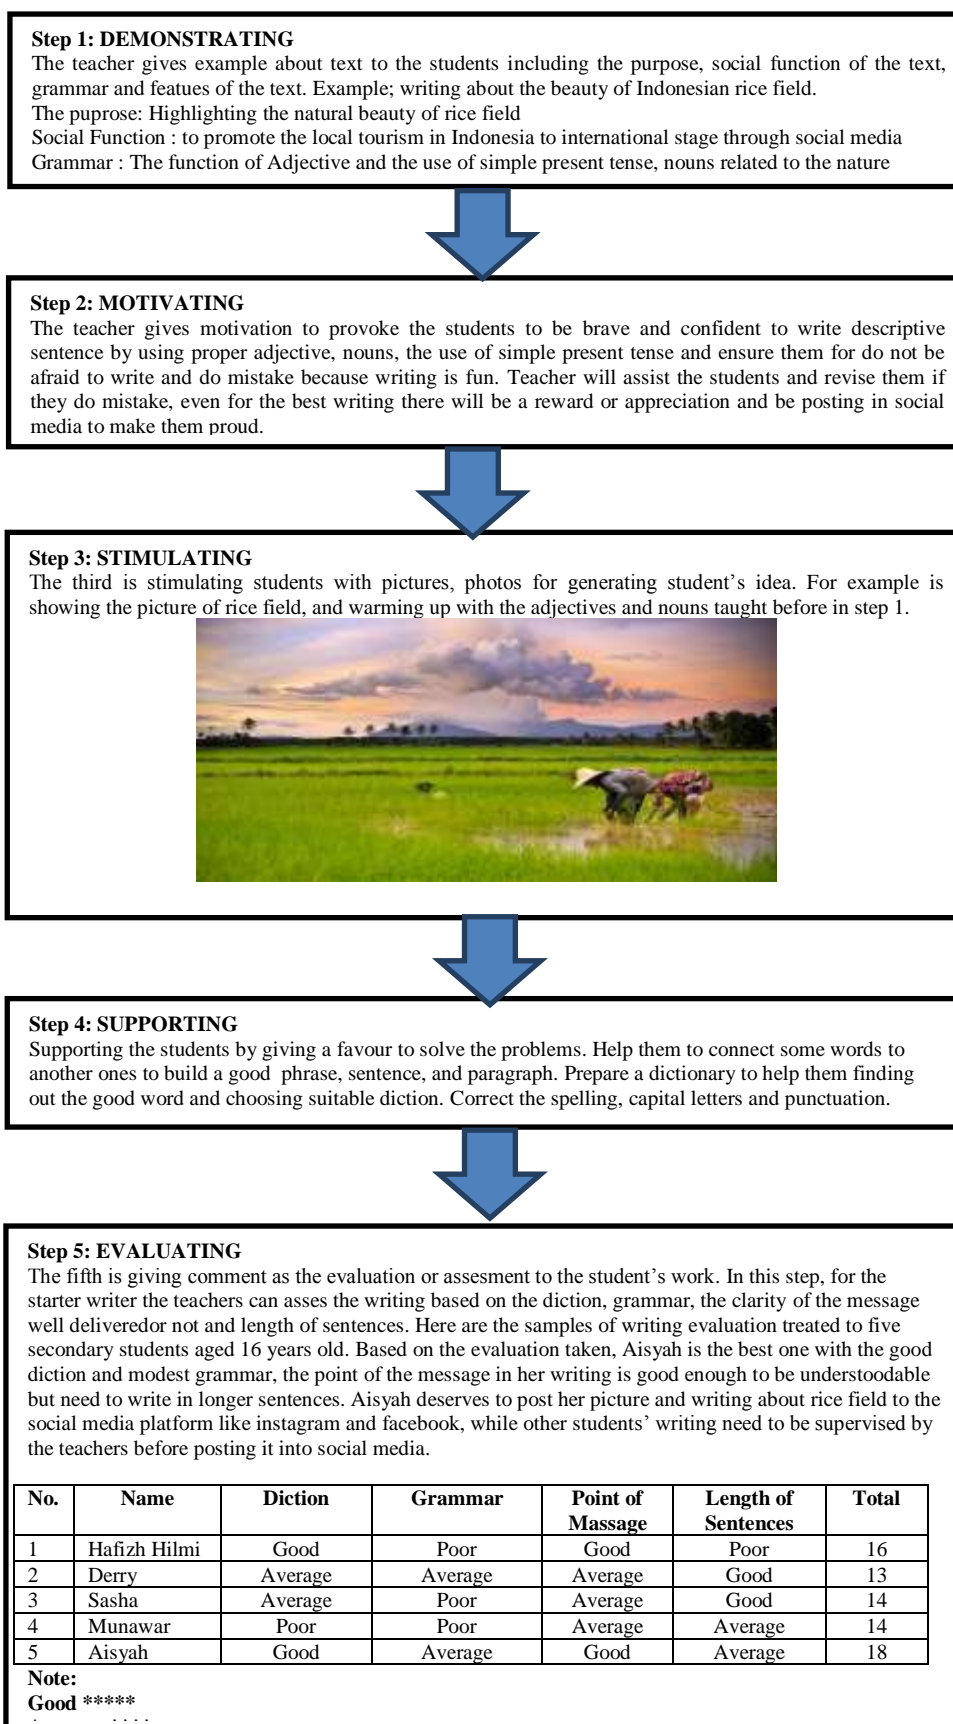 Step 1: DEMONSTRATING
The teacher gives example about text to the students including the purpose, social function of the text,
grammar and featues of the text. Example; writing about the beauty of Indonesian rice field.
The puprose: Highlighting the natural beauty of rice field
Social Function : to promote the local tourism in Indonesia to international stage through social media
Grammar : The function of Adjective and the use of simple present tense, nouns related to the nature
Step 2: MOTIVATING
The teacher gives motivation to provoke the students to be brave and confident to write descriptive
sentence by using proper adjective, nouns, the use of simple present tense and ensure them for do not be
afraid to write and do mistake because writing is fun. Teacher will assist the students and revise them if
they do mistake, even for the best writing there will be a reward or appreciation and be posting in social
media to make them proud.
Step 3: STIMULATING
The third is stimulating students with pictures, photos for generating student's idea. For example is
showing the picture of rice field, and warming up with the adjectives and nouns taught before in step 1.
Step 4: SUPPORTING
Supporting the students by giving a favour to solve the problems. Help them to connect some words to
another ones to build a good phrase, sentence, and paragraph. Prepare a dictionary to help them finding
out the good word and choosing suitable diction. Correct the spelling, capital letters and punctuation.
Step 5: EVALUATING
The fifth is giving comment as the evaluation or assesment to the student's work. In this step, for the
starter writer the teachers can asses the writing based on the diction, grammar, the clarity of the message
well deliveredor not and length of sentences. Here are the samples of writing evaluation treated to five
secondary students aged 16 years old. Based on the evaluation taken, Aisyah is the best one with the good
diction and modest grammar, the point of the message in her writing is good enough to be understoodable
but need to write in longer sentences. Aisyah deserves to post her picture and writing about rice field to the
social media platform like instagram and facebook, while other students' writing need to be supervised by
the teachers before posting it into social media.
No. Name Diction Grammar Point of Massage Length of Sentences Total
1 Hafizh Hilmi Good Poor Good Poor 16
2 Derry Average Average Average Good 13
3 Sasha Average Poor Average Good 14
4 Munawar Poor Poor Average Average 14
5 Aisyah Good Average Good Average 18
Note:
Good *****